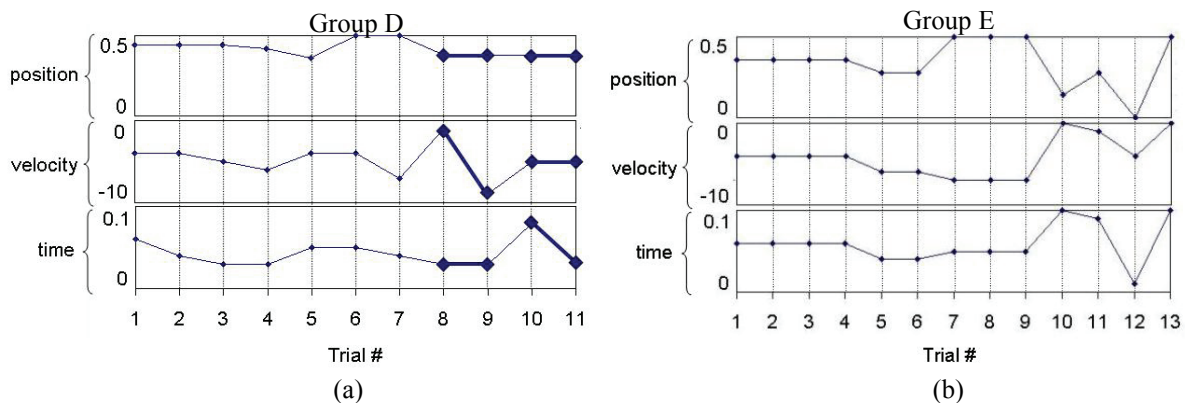 Group D
position
0.5
0
velocity
0
-10
time
0.1
0
1 2 3 4 5 6 7 8 9 10 11
Trial #
(a)
Group E
position
0.5
0
velocity
0
-10
time
0.1
0
1 2 3 4 5 6 7 8 9 10 11 12 13
Trial #
(b)